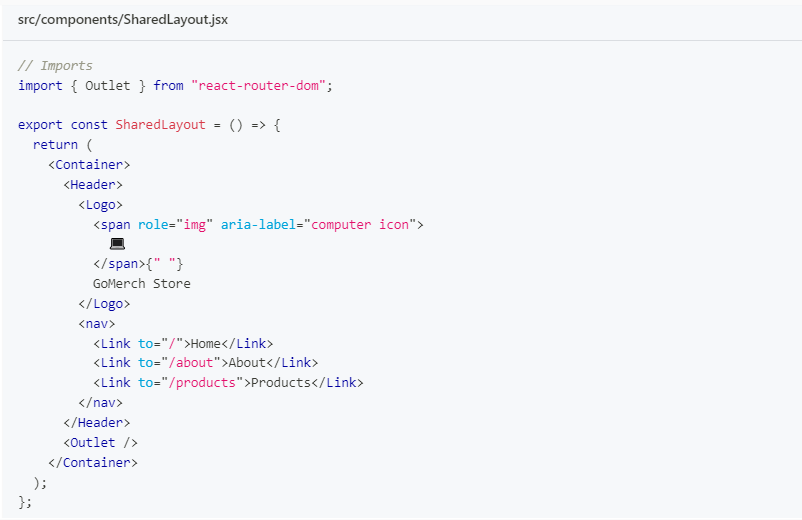 src/components/SharedLayout.jsx
// Imports
import { Outlet } from "react-router-dom";

export const SharedLayout = () => {
  return (
    <Container>
      <Header>
        <Logo>
          <span role="img" aria-label="computer icon">
            💻
          </span>{" "}
          GoMerch Store
        </Logo>
        <nav>
          <Link to="/">Home</Link>
          <Link to="/about">About</Link>
          <Link to="/products">Products</Link>
        </nav>
      </Header>
      <Outlet />
    </Container>
  );
};